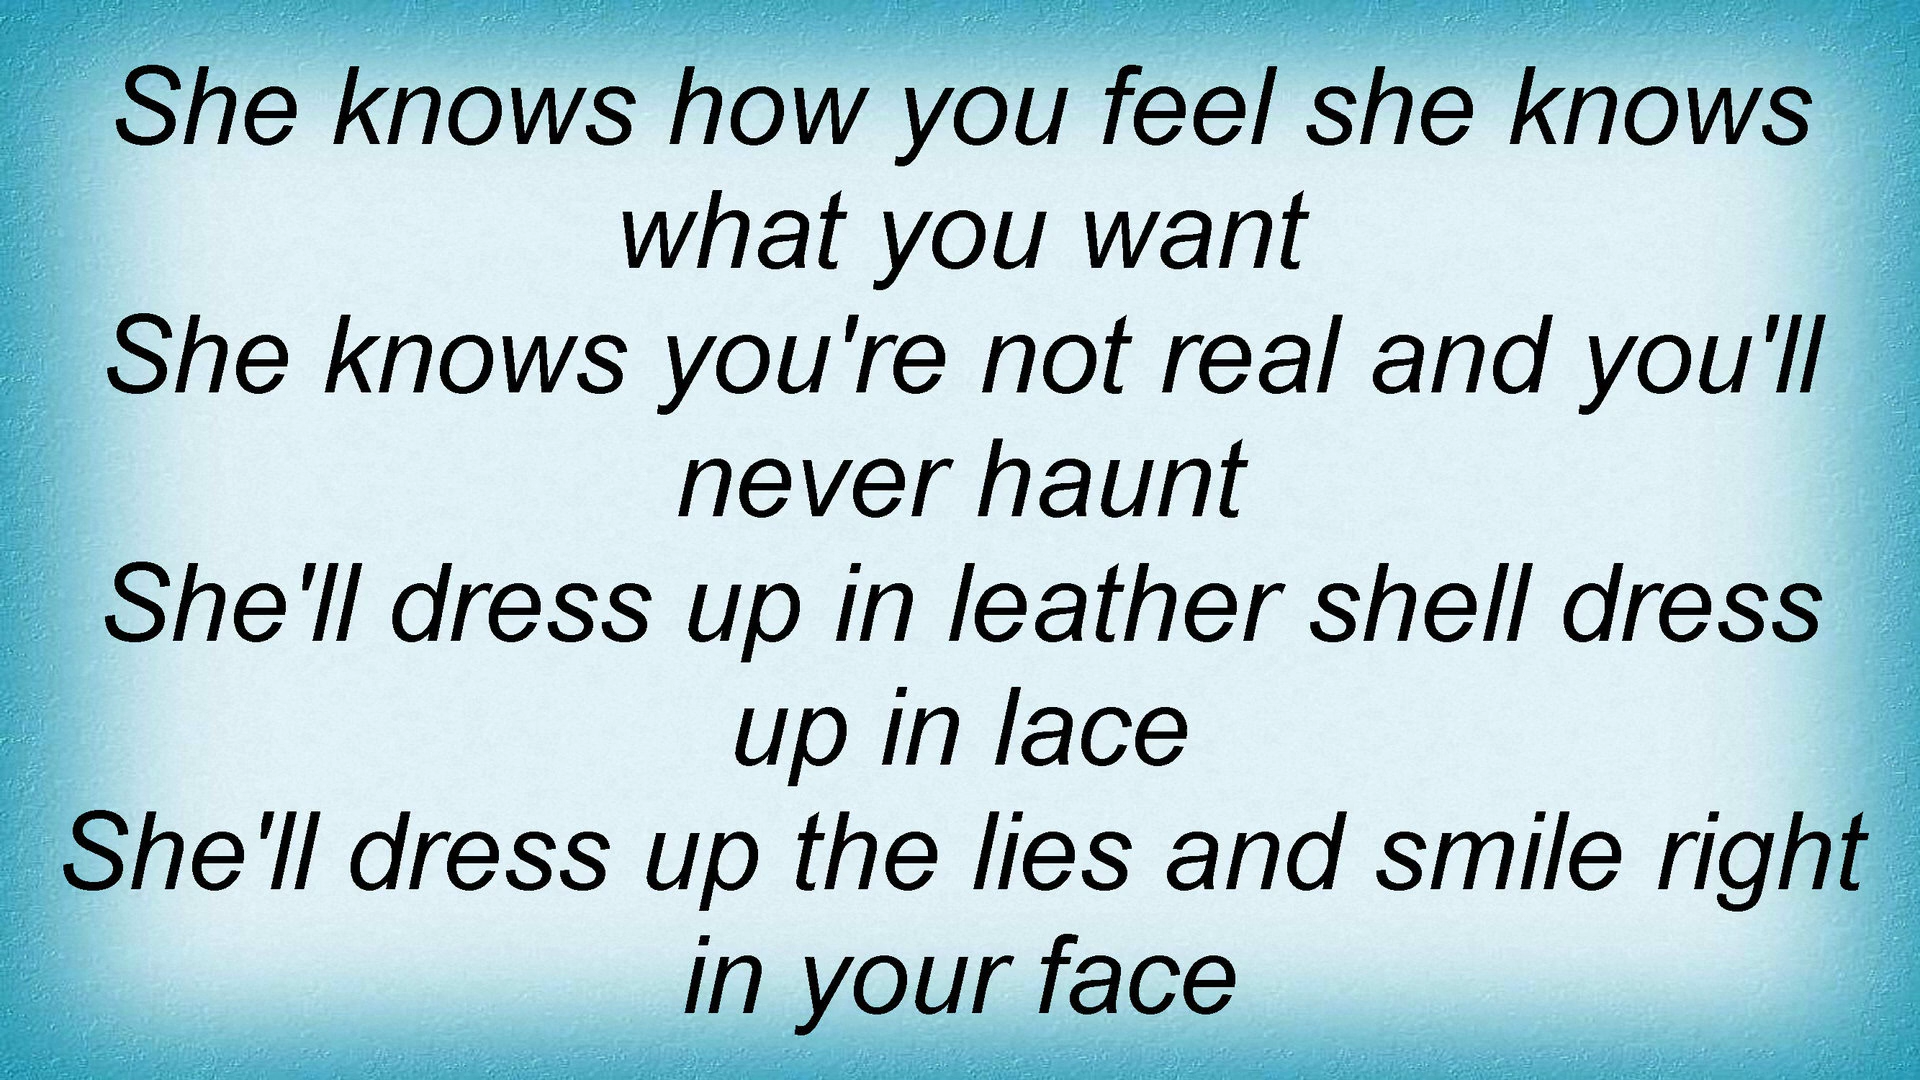 She knows how you feel she knows
what you want
She knows you're not real and you'll
never haunt
She'll dress up in leather shell dress
up in lace
She'll dress up the lies and smile right
in your face